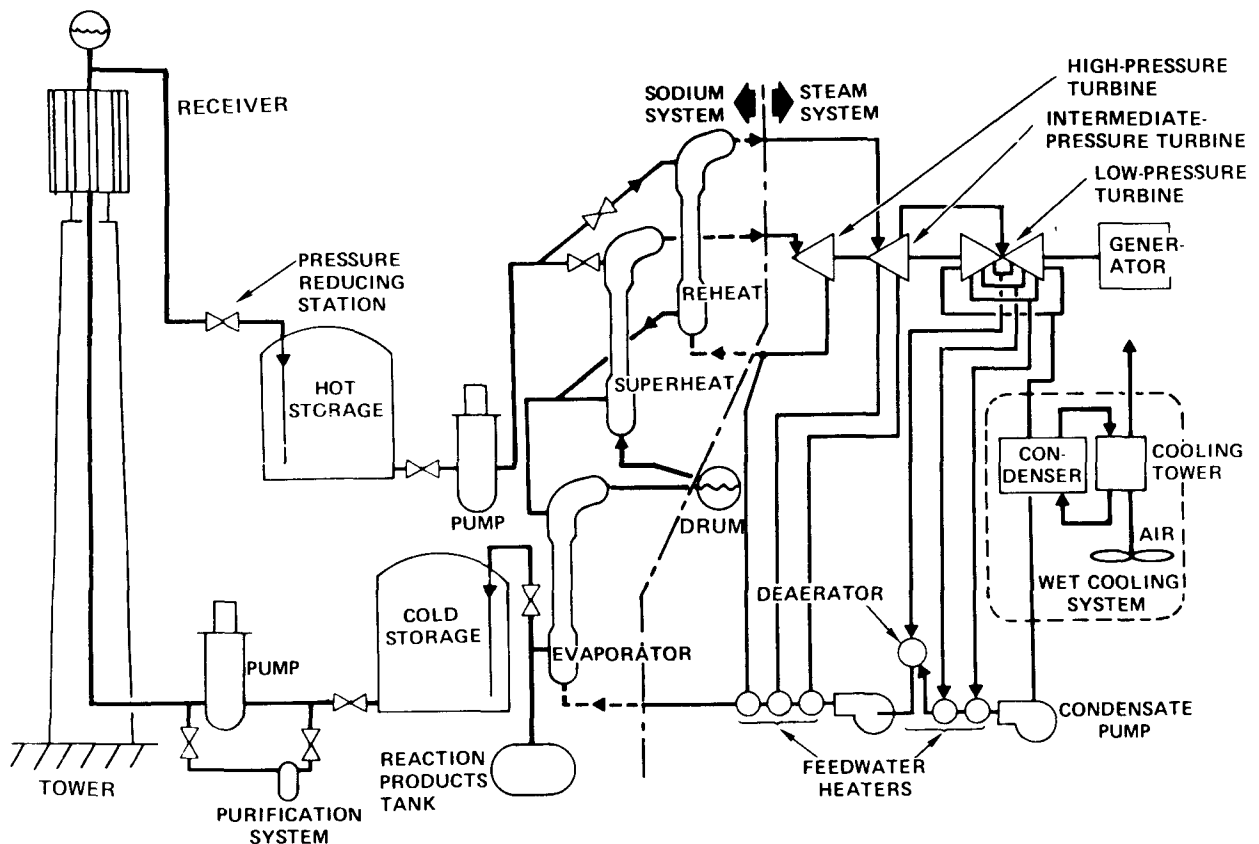 RECEIVER
SODIUM
SYSTEM
STEAM
SYSTEM
HIGH-PRESSURE
TURBINE
INTERMEDIATE-
PRESSURE TURBINE
LOW-PRESSURE
TURBINE
GENER-
ATOR
PRESSURE
REDUCING
STATION
REHEAT
HOT
STORAGE
SUPERHEAT
PUMP
DRUM
CON-
DENSER
COOLING
TOWER
AIR
WET COOLING
SYSTEM
DEAERATOR
COLD
STORAGE
EVAPORATOR
PUMP
CONDENSATE
PUMP
FEEDWATER
HEATERS
REACTION
PRODUCTS
TANK
TOWER
PURIFICATION
SYSTEM